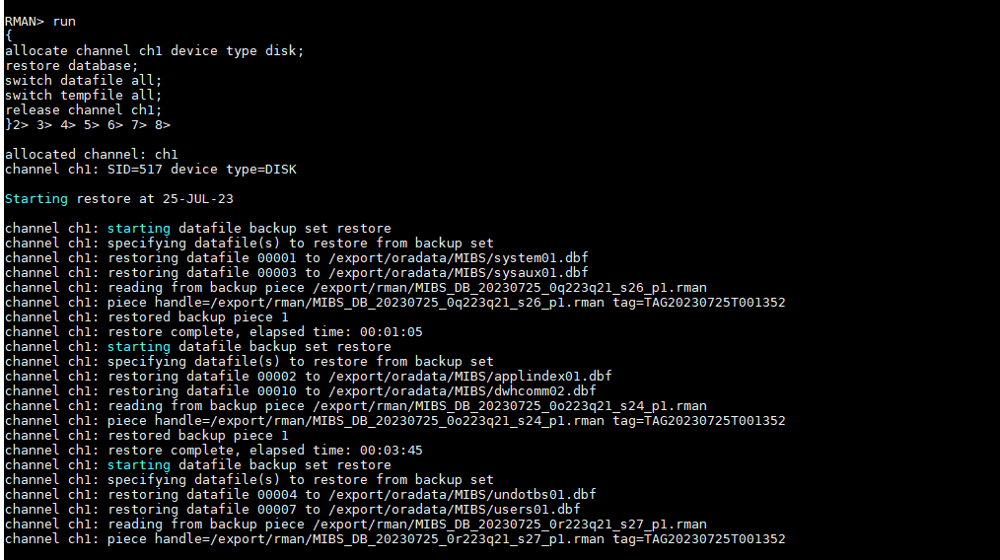 RMAN> run
{
allocate channel ch1 device type disk;
restore database;
switch datafile all;
switch tempfile all;
release channel ch1;
}2> 3> 4> 5> 6> 7> 8>
allocated channel: ch1
channel ch1: SID=517 device type=DISK
Starting restore at 25-JUL-23
channel ch1: starting datafile backup set restore
channel ch1: specifying datafile(s) to restore from backup set
channel ch1: restoring datafile 00001 to /export/oradata/MIBS/system01.dbf
channel ch1: restoring datafile 00003 to /export/oradata/MIBS/sysaux01.dbf
channel ch1: reading from backup piece /export/rman/MIBS_DB_20230725_0q223q21_s26_p1.rman
channel ch1: piece handle=/export/rman/MIBS_DB_20230725_0q223q21_s26_p1.rman tag=TAG20230725T001352
channel ch1: restored backup piece 1
channel ch1: restore complete, elapsed time: 00:01:05
channel ch1: starting datafile backup set restore
channel ch1: specifying datafile(s) to restore from backup set
channel ch1: restoring datafile 00002 to /export/oradata/MIBS/applindex01.dbf
channel ch1: restoring datafile 00010 to /export/oradata/MIBS/dwhcomm02.dbf
channel ch1: reading from backup piece /export/rman/MIBS_DB_20230725_0o223q21_s24_p1.rman
channel ch1: piece handle=/export/rman/MIBS_DB_20230725_0o223q21_s24_p1.rman tag=TAG20230725T001352
channel ch1: restored backup piece 1
channel ch1: restore complete, elapsed time: 00:03:45
channel ch1: starting datafile backup set restore
channel ch1: specifying datafile(s) to restore from backup set
channel ch1: restoring datafile 00004 to /export/oradata/MIBS/undotbs01.dbf
channel ch1: restoring datafile 00007 to /export/oradata/MIBS/users01.dbf
channel ch1: reading from backup piece /export/rman/MIBS_DB_20230725_0r223q21_s27_p1.rman
channel ch1: piece handle=/export/rman/MIBS_DB_20230725_0r223q21_s27_p1.rman tag=TAG20230725T001352